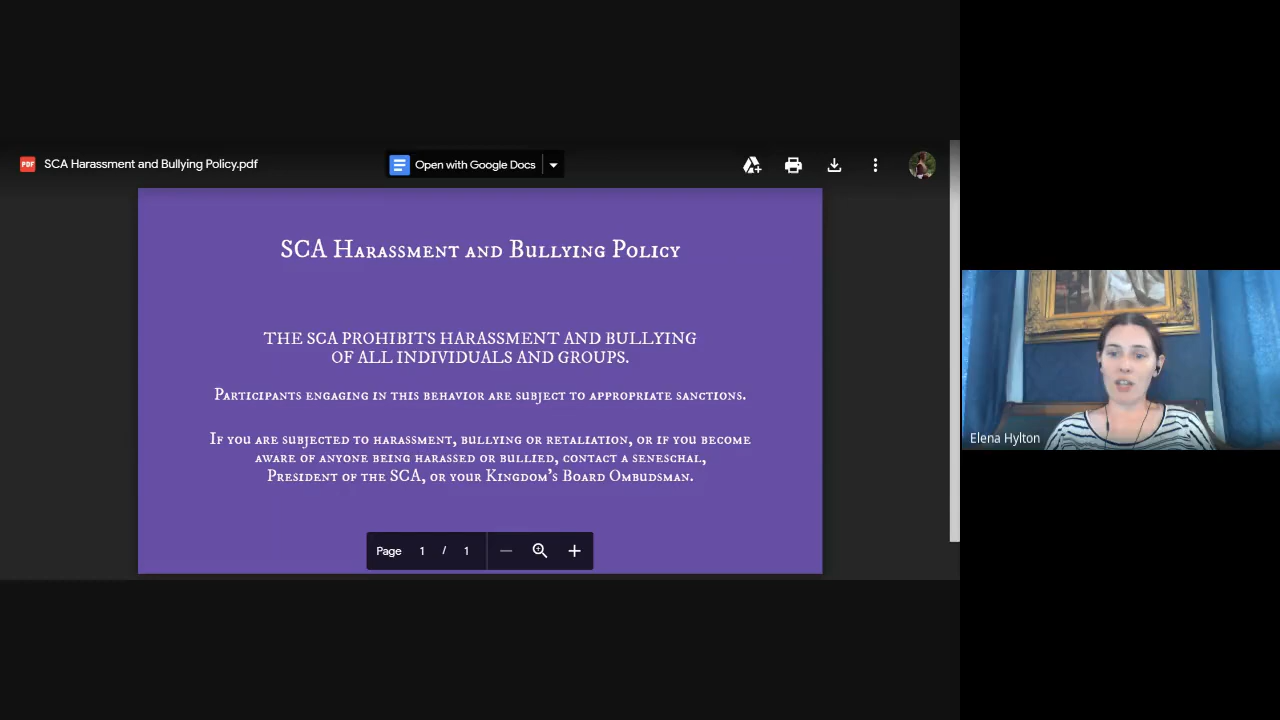 SCA Harassment and Bullying Policy.pdf
Open with Google Docs
SCA Harassment and Bullying Policy
THE SCA PROHIBITS HARASSMENT AND BULLYING
OF ALL INDIVIDUALS AND GROUPS.
Participants engaging in this behavior are subject to appropriate sanctions.
If you are subjected to harassment, bullying or retaliation, or if you become
aware of anyone being harassed or bullied, contact a seneschal,
President of the SCA, or your Kingdom's Board Ombudsman.
Page 1 / 1
Elena Hylton
PDF